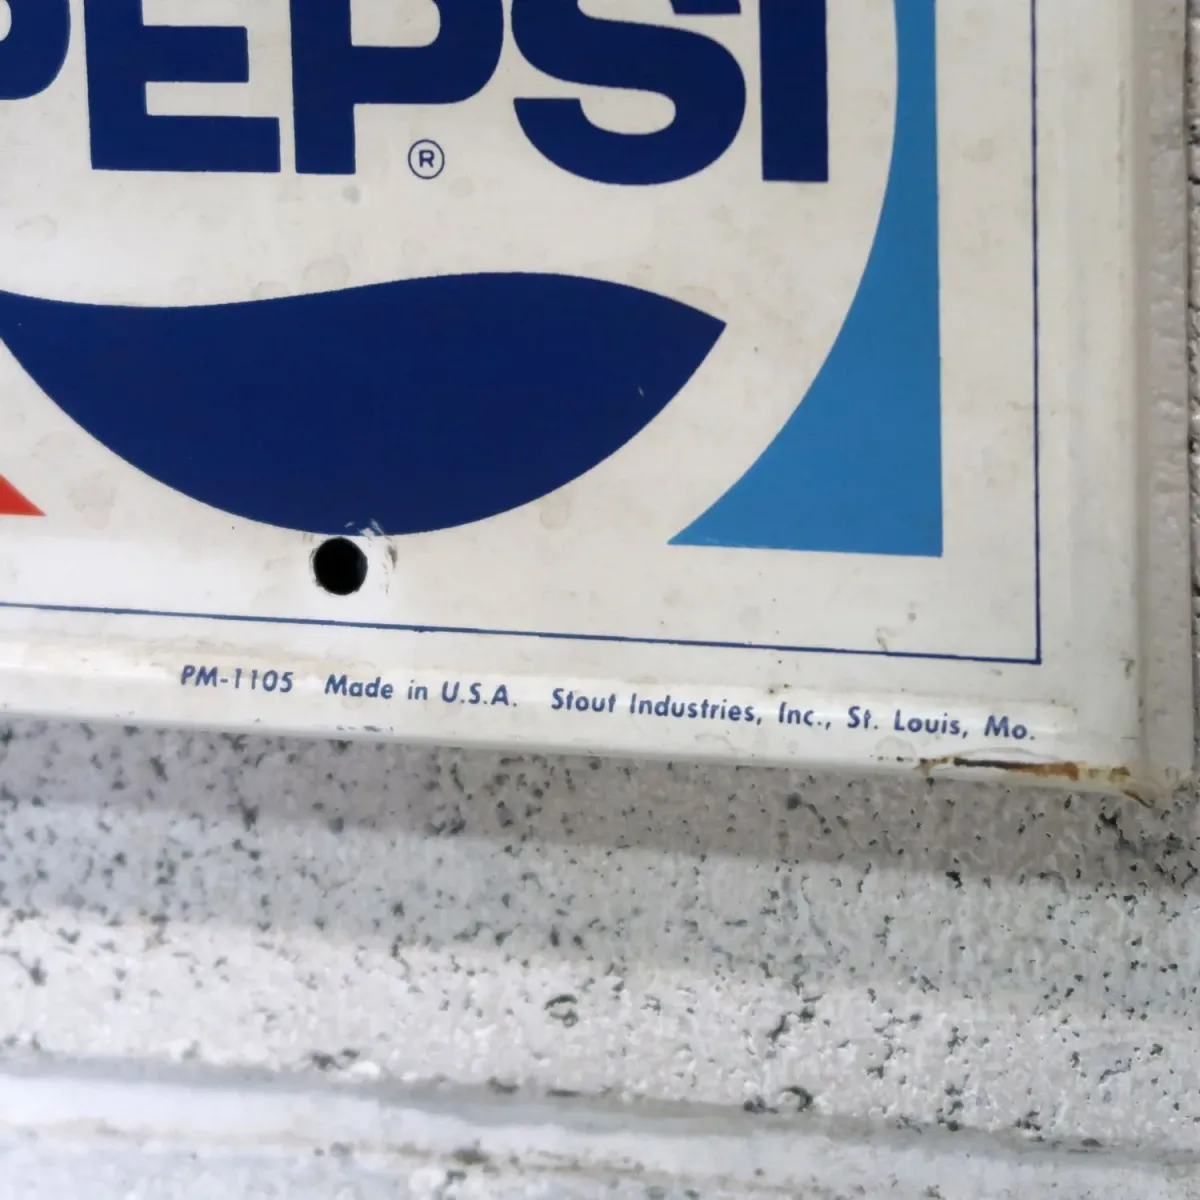 PEPSI
®
PM-1105 Made in U.S.A. Stout Industries, Inc., St. Louis, Mo.